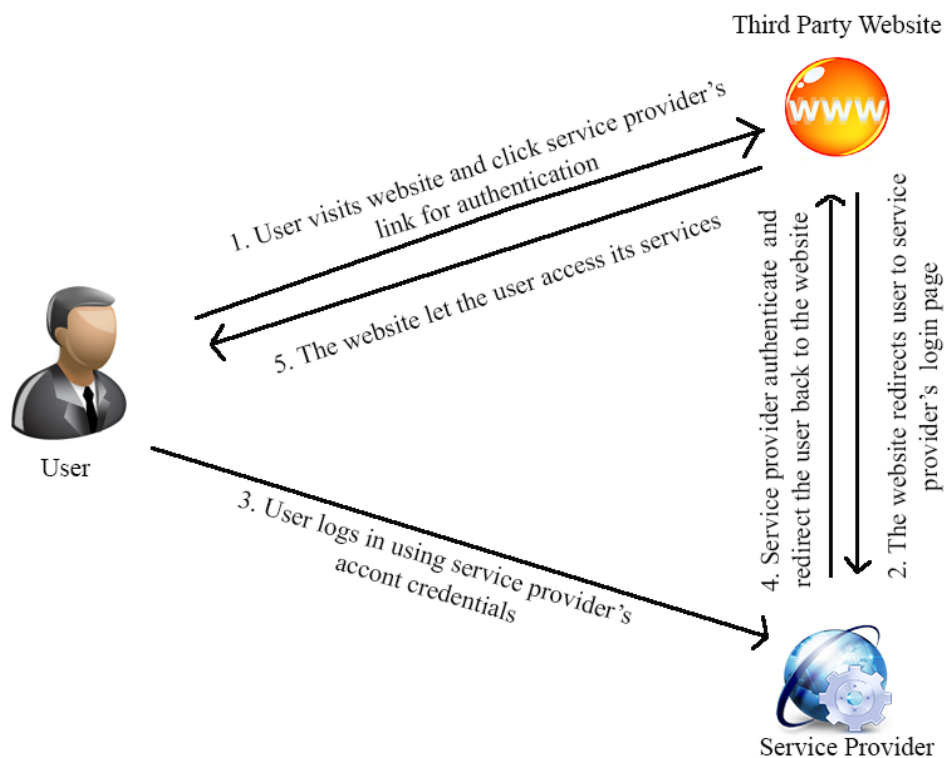 Third Party Website
WWW
1. User visits website and click service provider's
link for authentication
5. The website let the user access its services
User
3. User logs in using service provider's
accont credentials
4. Service provider authenticate and
redirect the user back to the website
2. The website redirects user to service
provider's login page
Service Provider